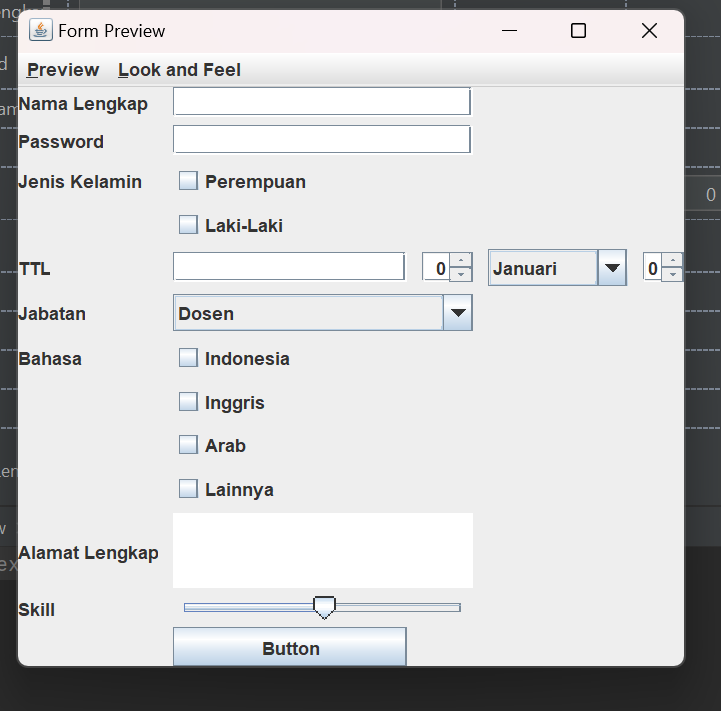 Form Preview
Preview Look and Feel
Nama Lengkap
Password
Jenis Kelamin Perempuan
Laki-Laki
TTL 0 Januari 0
0
Jabatan Dosen
Bahasa Indonesia
Inggris
Arab
Lainnya
Alamat Lengkap
Skill
Button